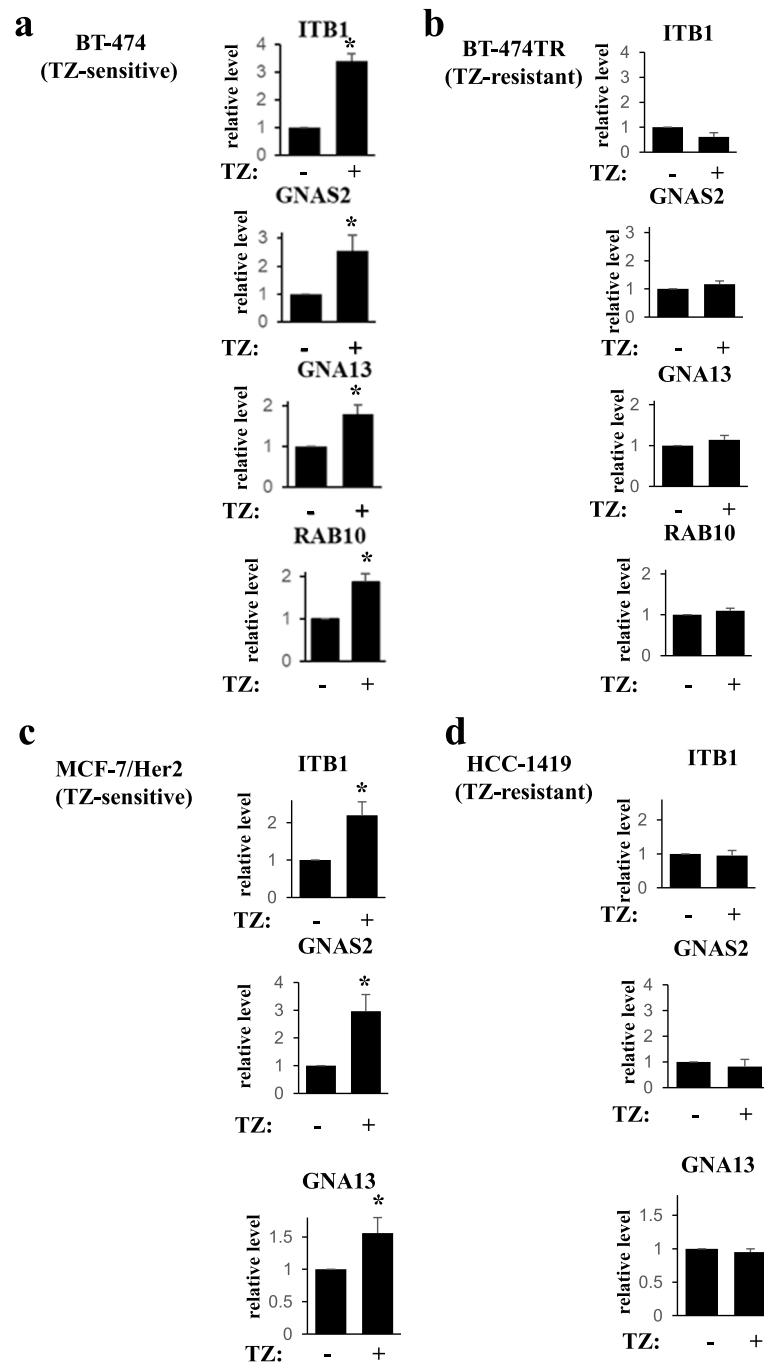 a
BT-474
(TZ-sensitive)
ITB1
relative level
4
3
2
1
0
*
TZ: - +
GNAS2
relative level
3
2
1
0
*
TZ: - +
GNA13
relative level
2
1
0
*
TZ: - +
RAB10
relative level
2
1
0
*
TZ: - +
b
BT-474TR
(TZ-resistant)
ITB1
relative level
4
3
2
1
0
TZ: - +
GNAS2
relative level
3
2
1
0
TZ: - +
GNA13
relative level
2
1
0
TZ: - +
RAB10
relative level
2
1
0
TZ: - +
c
MCF-7/Her2
(TZ-sensitive)
ITB1
relative level
2
1
0
*
TZ: - +
GNAS2
relative level
4
3
2
1
0
*
TZ: - +
GNA13
relative level
1.5
1
0.5
0
*
TZ: - +
d
HCC-1419
(TZ-resistant)
ITB1
relative level
2
1
0
TZ: - +
GNAS2
relative level
4
3
2
1
0
TZ: - +
GNA13
relative level
1.5
1
0.5
0
TZ: - +